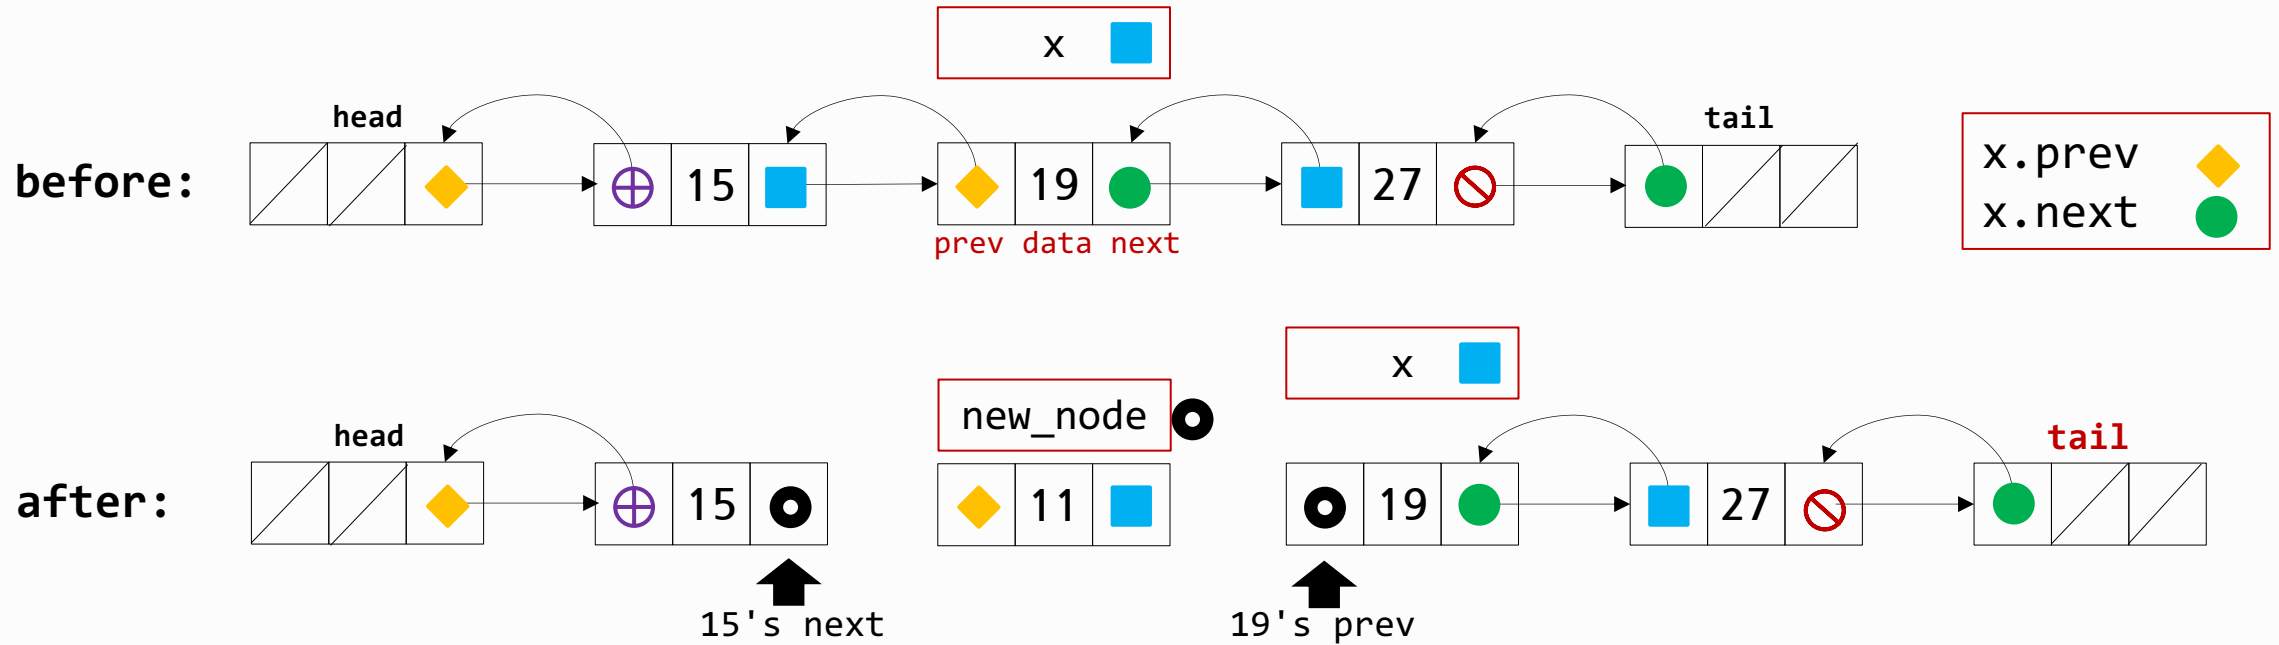 x
head
tail
before:
15
19
27
prev data next
x.prev
x.next
x
new_node
head
tail
after:
15
11
19
27
15's next
19's prev